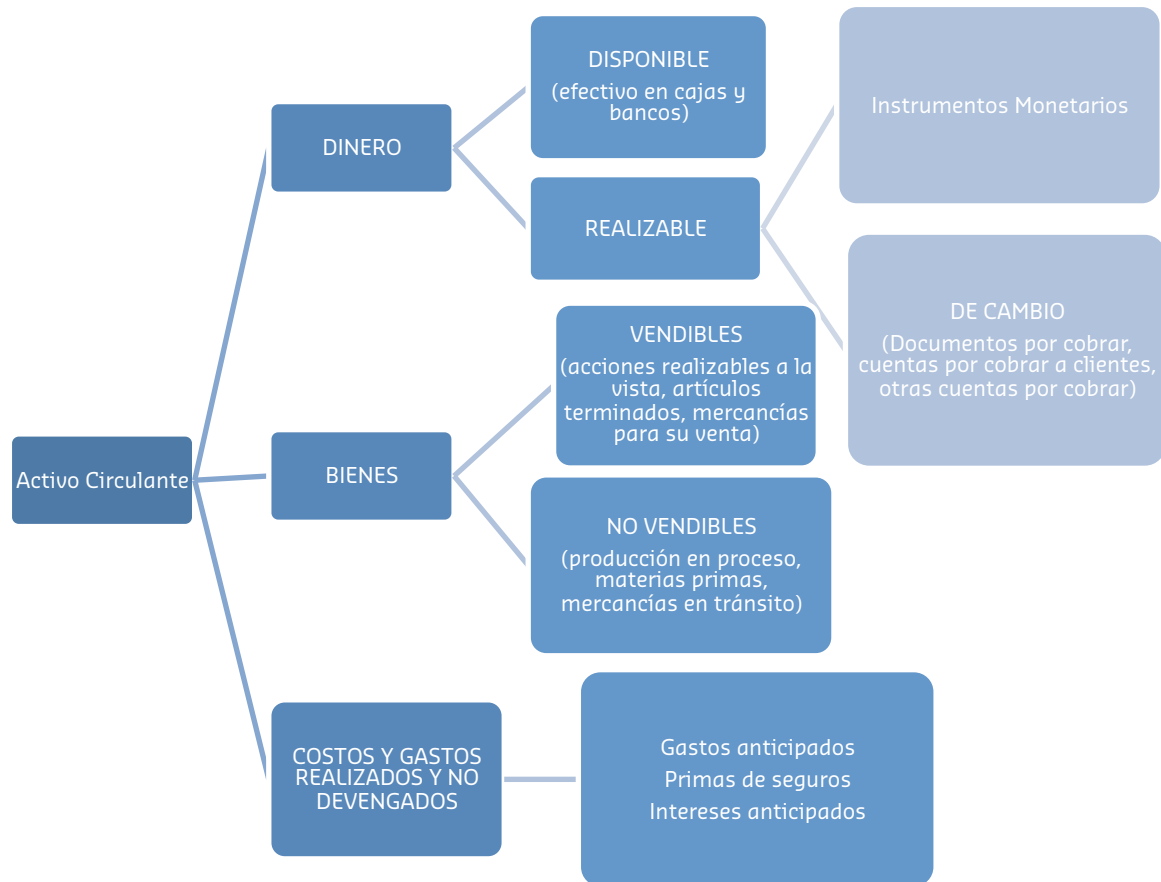 Activo Circulante
DINERO
DISPONIBLE
(efectivo en cajas y
bancos)
REALIZABLE
Instrumentos Monetarios
DE CAMBIO
(Documentos por cobrar,
cuentas por cobrar a clientes,
otras cuentas por cobrar)
BIENES
VENDIBLES
(acciones realizables a la
vista, artículos
terminados, mercancías
para su venta)
NO VENDIBLES
(producción en proceso,
materias primas,
mercancías en tránsito)
COSTOS Y GASTOS
REALIZADOS Y NO
DEVENGADOS
Gastos anticipados
Primas de seguros
Intereses anticipados